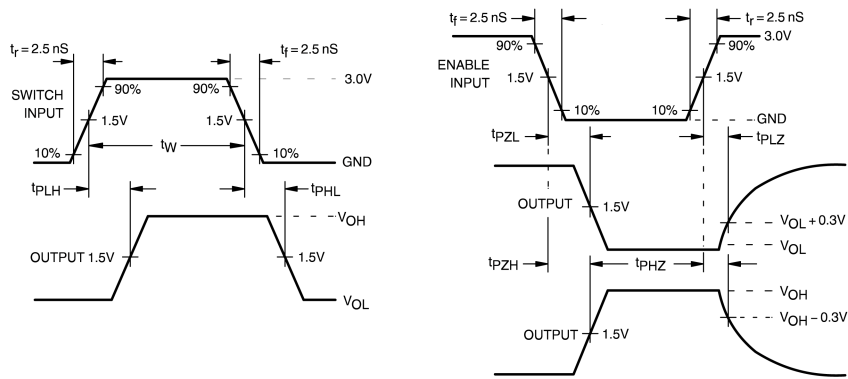 tr = 2.5 nS
tf = 2.5 nS
3.0V
SWITCH
INPUT
90%
90%
1.5V
1.5V
tW
10%
10%
GND
tPLH
tPHL
VOH
OUTPUT 1.5V
1.5V
VOL
tf = 2.5 nS
tr = 2.5 nS
3.0V
90%
90%
ENABLE
INPUT
1.5V
1.5V
10%
10%
GND
tPZL
tPLZ
OUTPUT
1.5V
VOL + 0.3V
VOL
tPZH
tPHZ
VOH
VOH – 0.3V
OUTPUT
1.5V